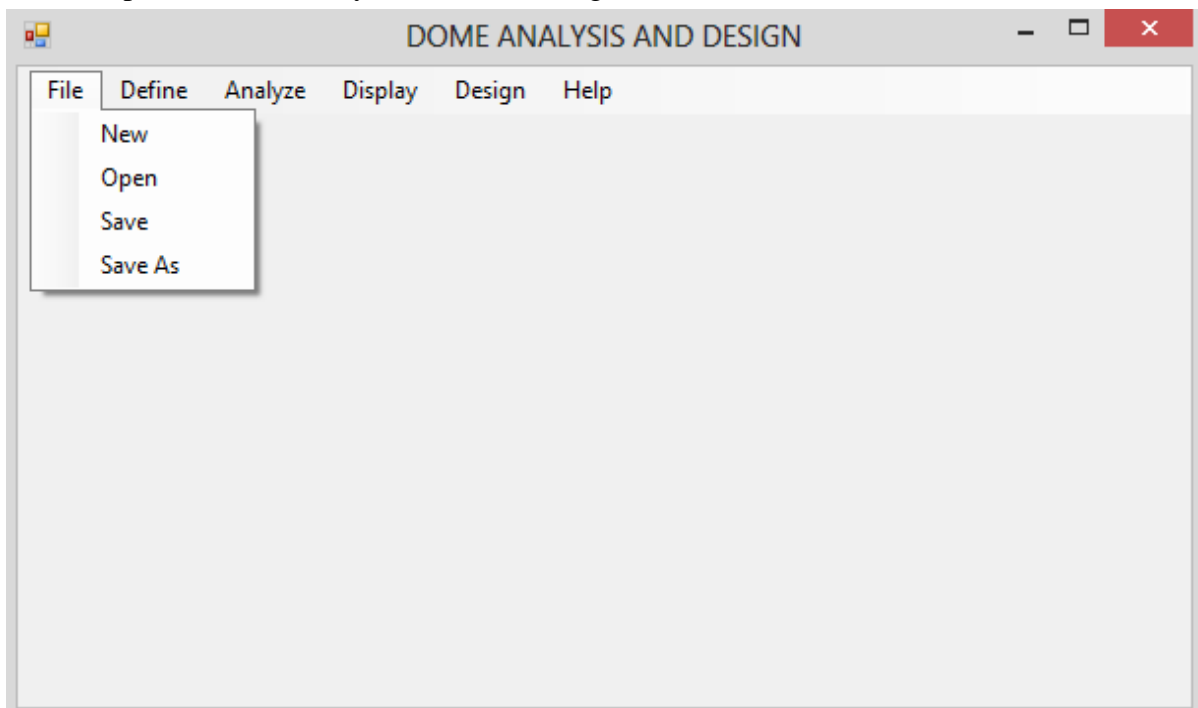 DOME ANALYSIS AND DESIGN
File Define Analyze Display Design Help
New
Open
Save
Save As